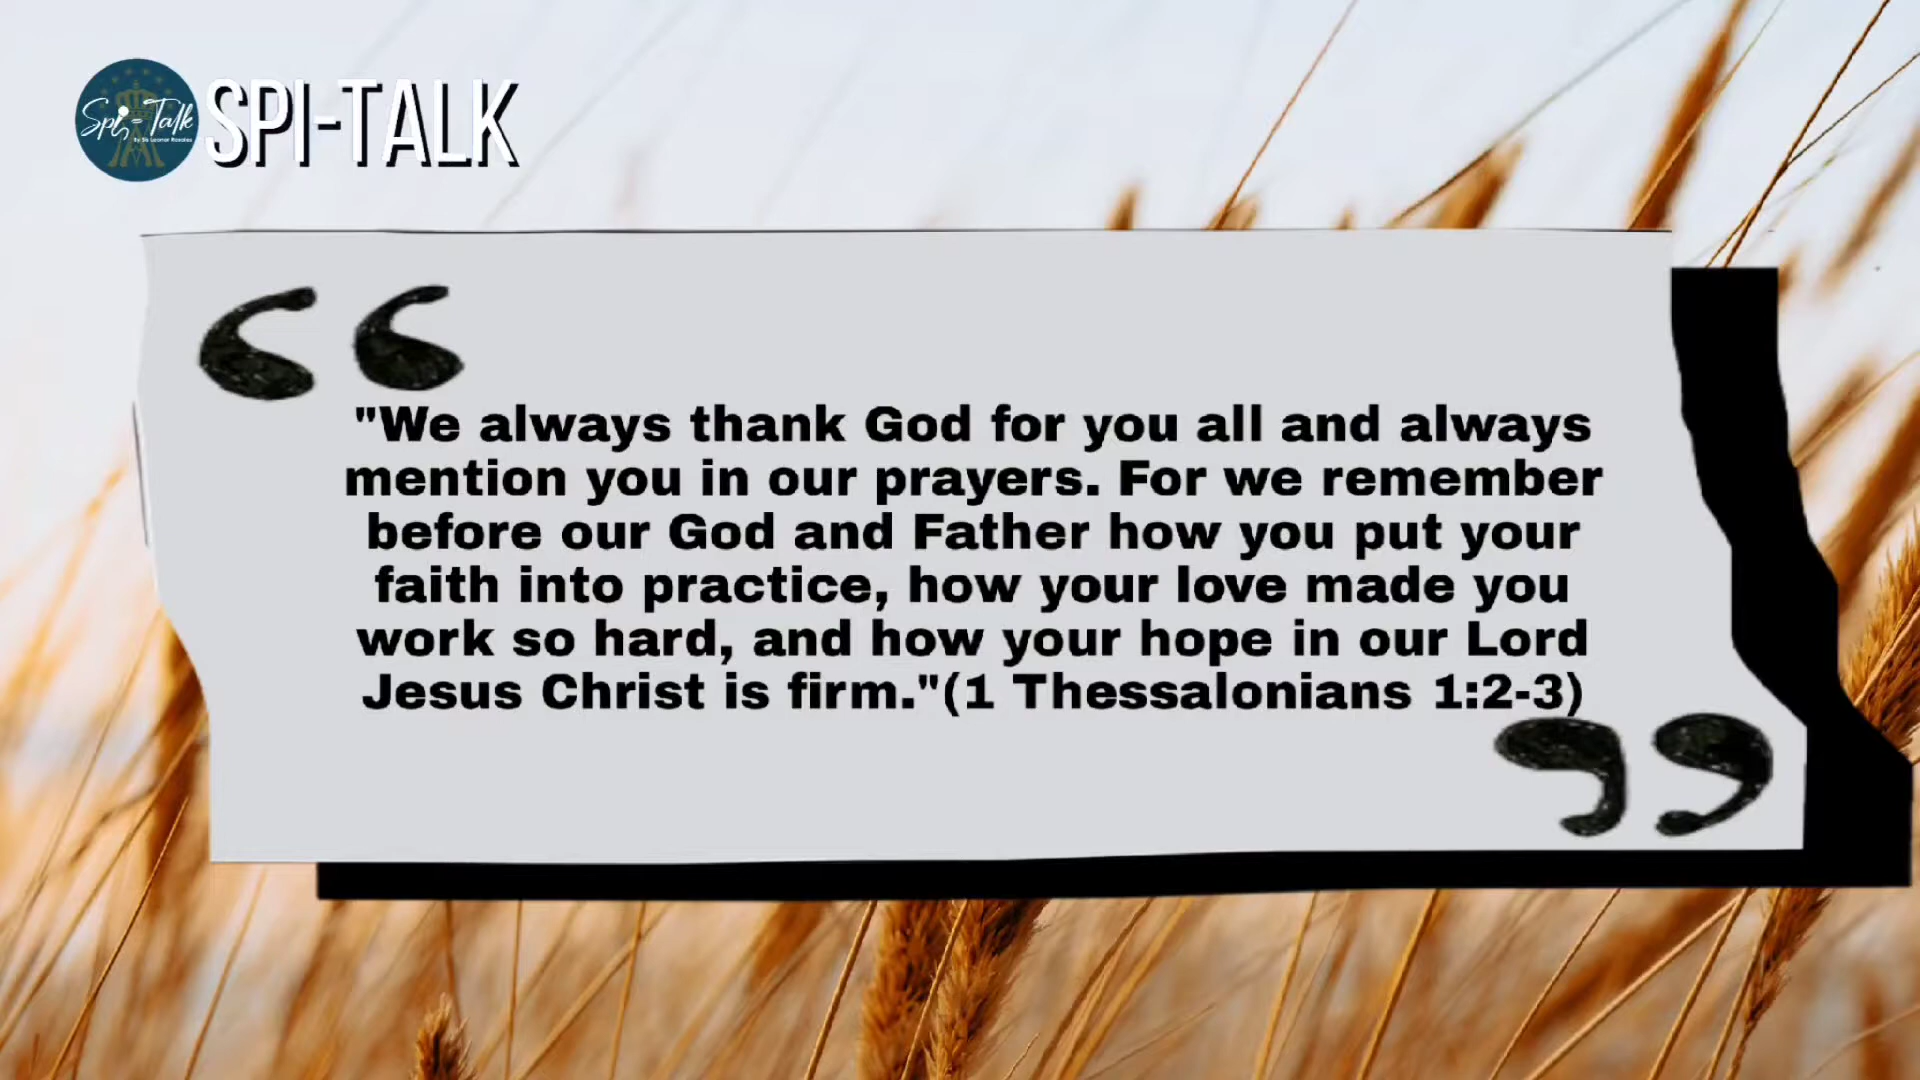 Spi-Talk
SPI-TALK
"We always thank God for you all and always
mention you in our prayers. For we remember
before our God and Father how you put your
faith into practice, how your love made you
work so hard, and how your hope in our Lord
Jesus Christ is firm."(1 Thessalonians 1:2-3)